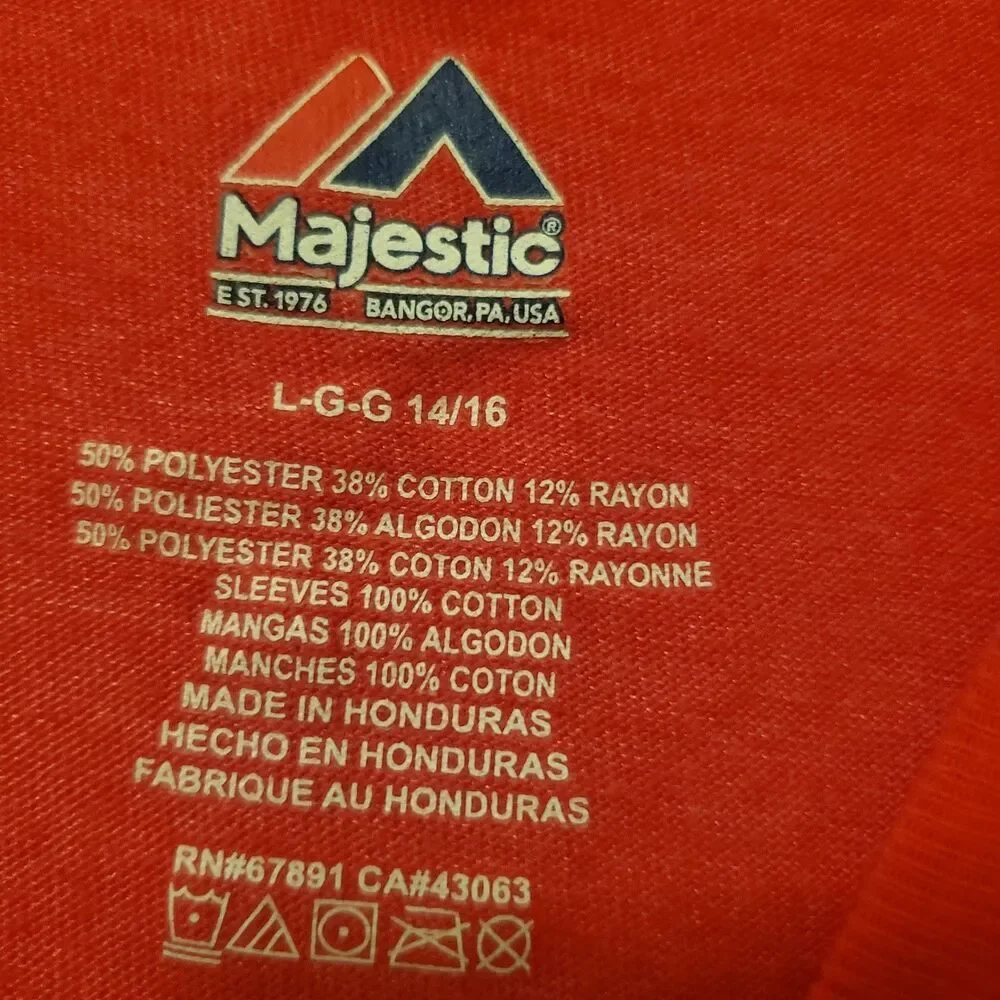 Majestic®
EST. 1976 BANGOR, PA, USA
L-G-G 14/16
50% POLYESTER 38% COTTON 12% RAYON
50% POLIESTER 38% ALGODON 12% RAYON
50% POLYESTER 38% COTON 12% RAYONNE
SLEEVES 100% COTTON
MANGAS 100% ALGODON
MANCHES 100% COTON
MADE IN HONDURAS
HECHO EN HONDURAS
FABRIQUE AU HONDURAS
RN#67891 CA#43063